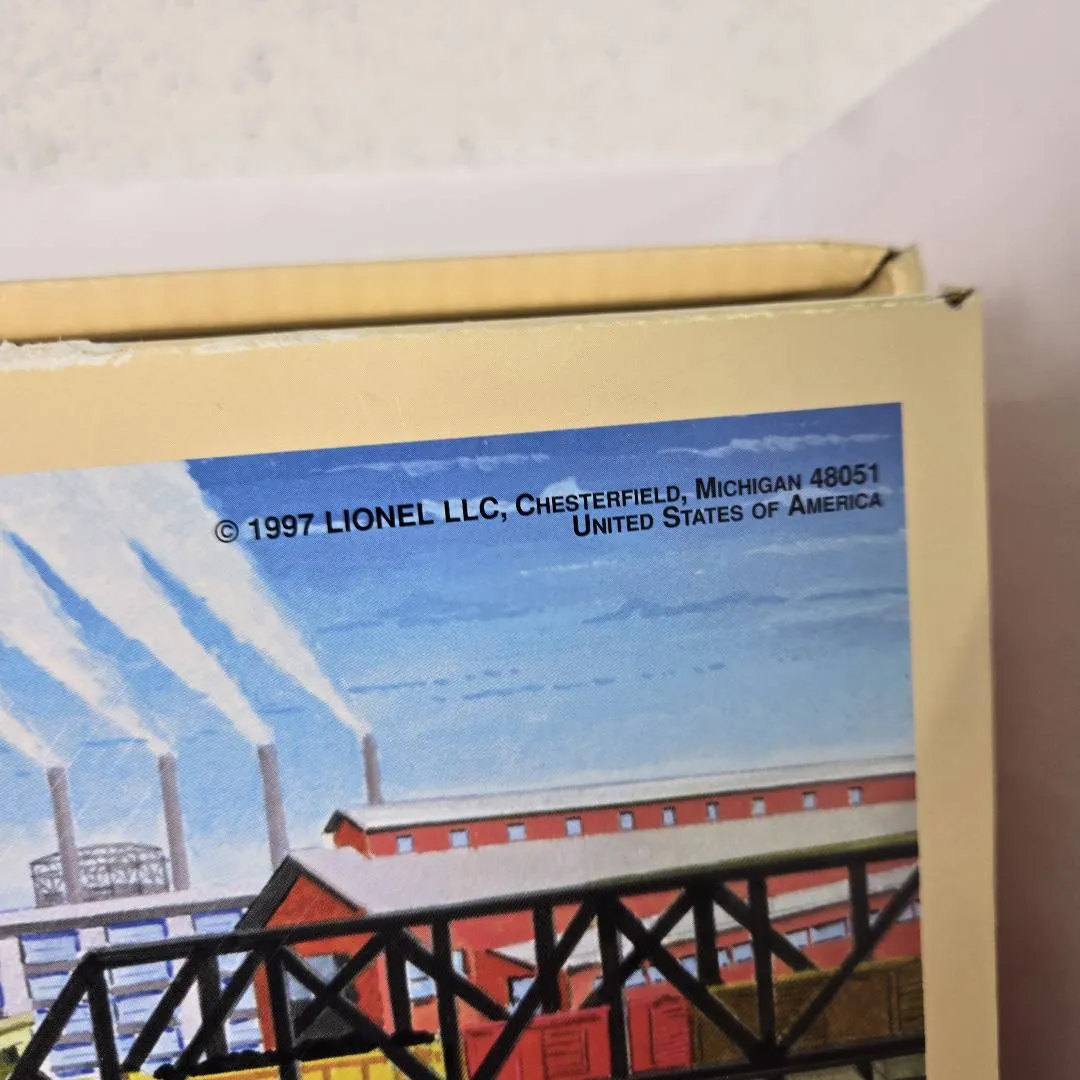 © 1997 LIONEL LLC, CHESTERFIELD, MICHIGAN 48051
UNITED STATES OF AMERICA